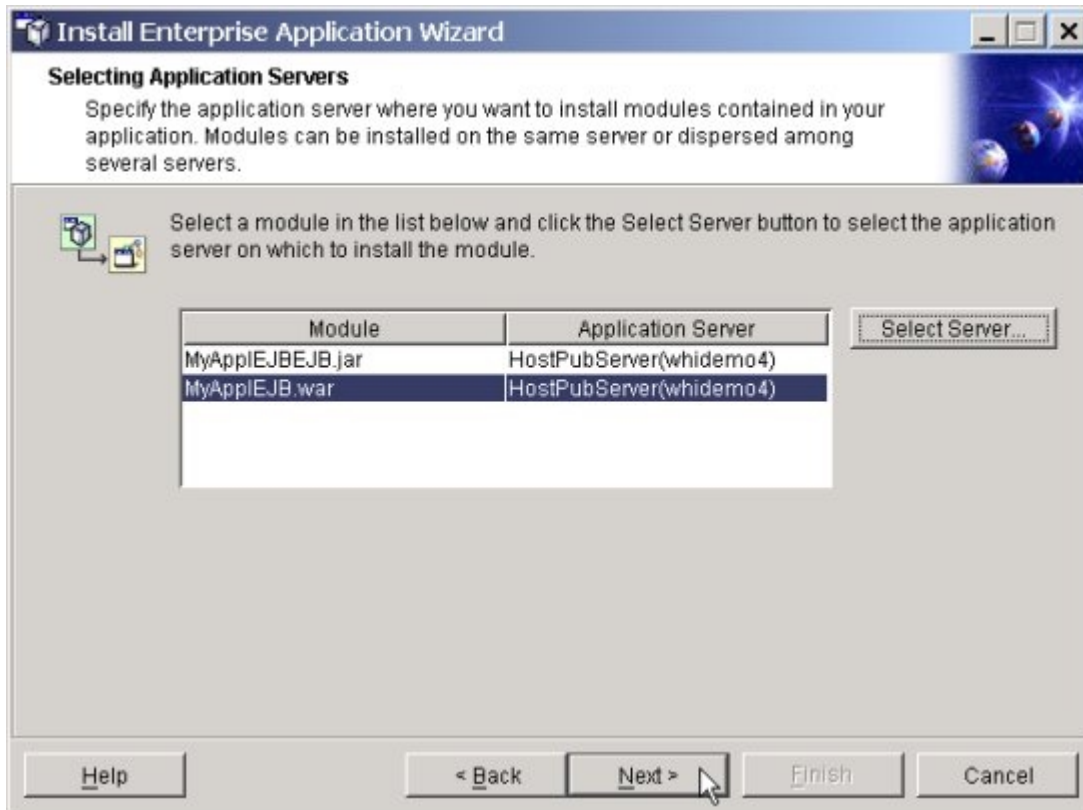 Install Enterprise Application Wizard
Selecting Application Servers
Specify the application server where you want to install modules contained in your
application. Modules can be installed on the same server or dispersed among
several servers.
Select a module in the list below and click the Select Server button to select the application
server on which to install the module.
Module Application Server Select Server...
MyApplEJBEJB.jar HostPubServer(whidemo4)
MyApplEJB.war HostPubServer(whidemo4)
Help < Back Next > Finish Cancel